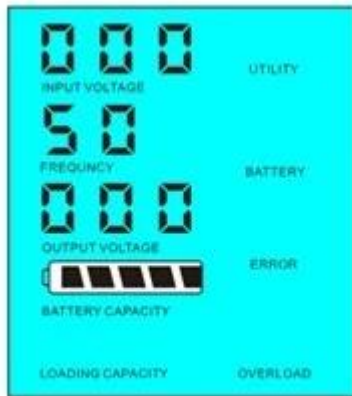 000
UTILITY
INPUT VOLTAGE
50
FREQUNCY
BATTERY
000
OUTPUT VOLTAGE
ERROR
BATTERY CAPACITY
LOADING CAPACITY
OVERLOAD